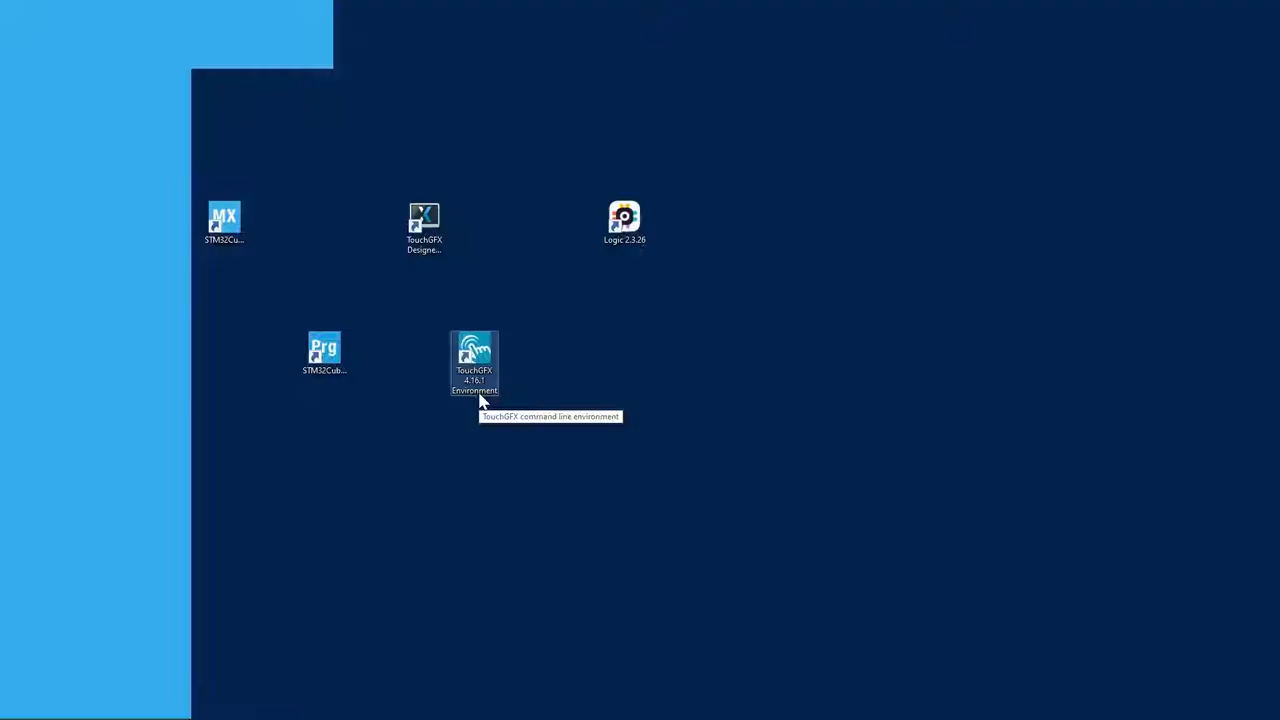 MX
STM32Cu...
TouchGFX
Designe...
Logic 2.3.26
Prg
STM32Cub...
TouchGFX
4.16.1
Environment
TouchGFX command line environment